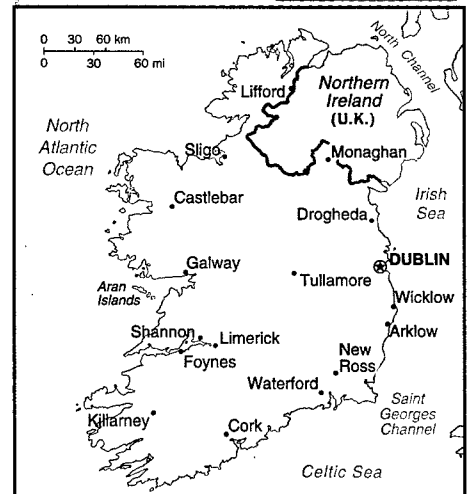 0 30 60 km
0 30 60 mi
North Channel
Lifford
Northern
Ireland
(U.K.)
North
Atlantic
Ocean
Sligo
Monaghan
Castlebar
Irish
Sea
Drogheda
DUBLIN
Galway
Tullamore
Aran
Islands
Wicklow
Shannon
Limerick
Arklow
Foynes
New
Ross
Waterford
Saint
Georges
Channel
Killarney
Cork
Celtic Sea